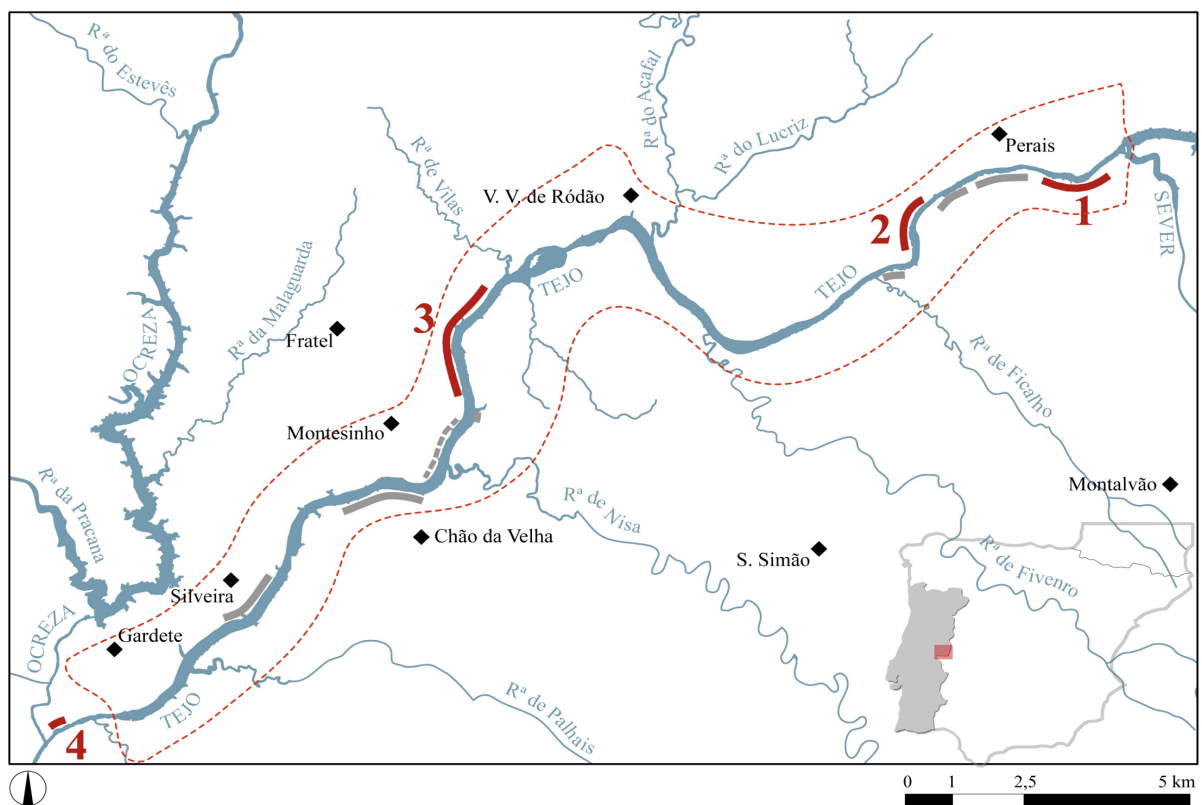 Rª do Estevês
Rª do Açafal
Rª do Lucriz
Perais
Rª de Vilas
V. V. de Ródão
SEVER
1
2
TEJO
TEJO
3
Rª da Malaguarda
OCREZA
Fratel
Rª de Ficalho
Montesinho
Rª da Pracana
Montalvão
Rª de Nisa
Chão da Velha
S. Simão
Rª de Fivenro
Silveira
OCREZA
Gardete
TEJO
Rª de Palhais
4
0 1 2,5 5 km